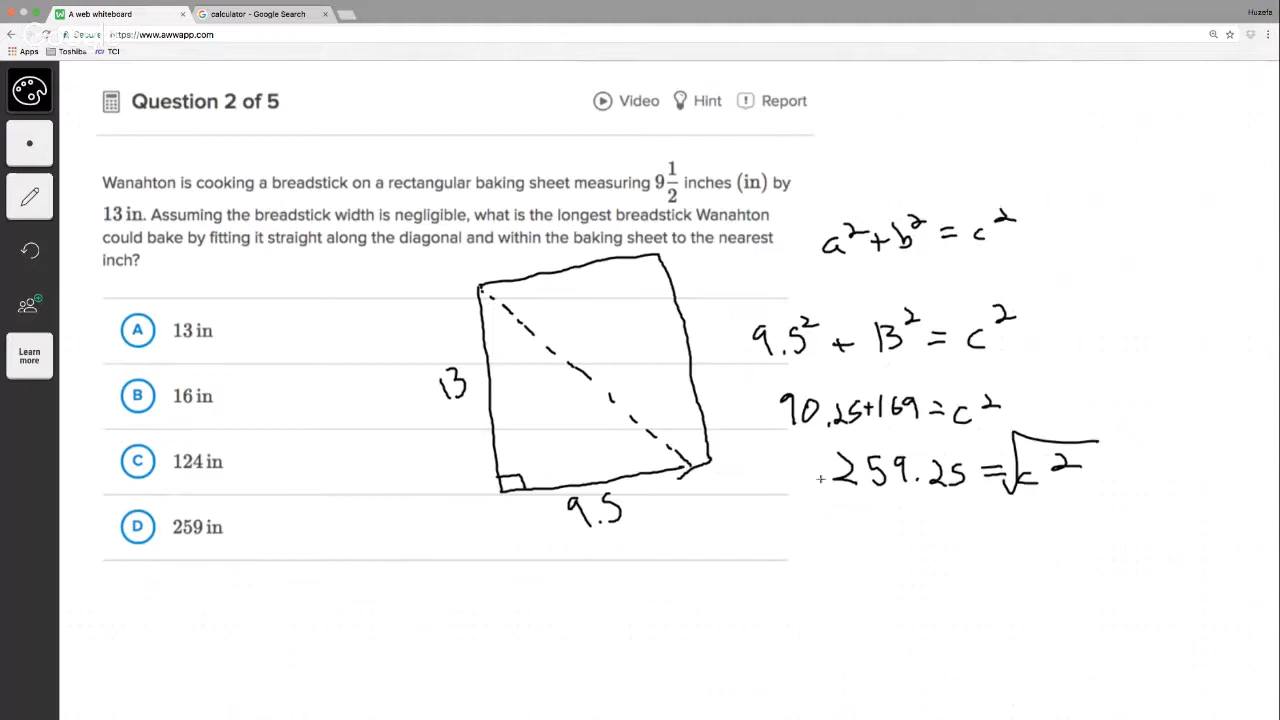 A web whiteboard
calculator - Google Search
Huzefa
Secure https://www.awwapp.com
Apps Toshiba TCI
Question 2 of 5
Video Hint Report
Wanahton is cooking a breadstick on a rectangular baking sheet measuring 9 1/2 inches (in) by
13 in. Assuming the breadstick width is negligible, what is the longest breadstick Wanahton
could bake by fitting it straight along the diagonal and within the baking sheet to the nearest
inch?
A 13 in
B 16 in
C 124 in
D 259 in
Learn
more
13
9.5
a² + b² = c²
9.5² + 13² = c²
90.25+169 = c²
259.25 = √c²